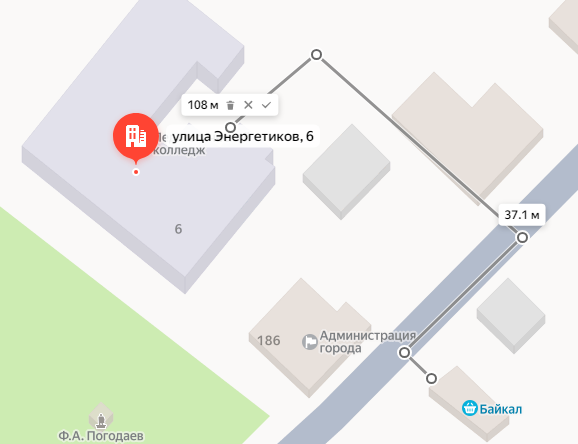 108 м
улица Энергетиков, 6
колледж
37.1 м
6
186
Администрация
города
Байкал
Ф.А. Погодаев